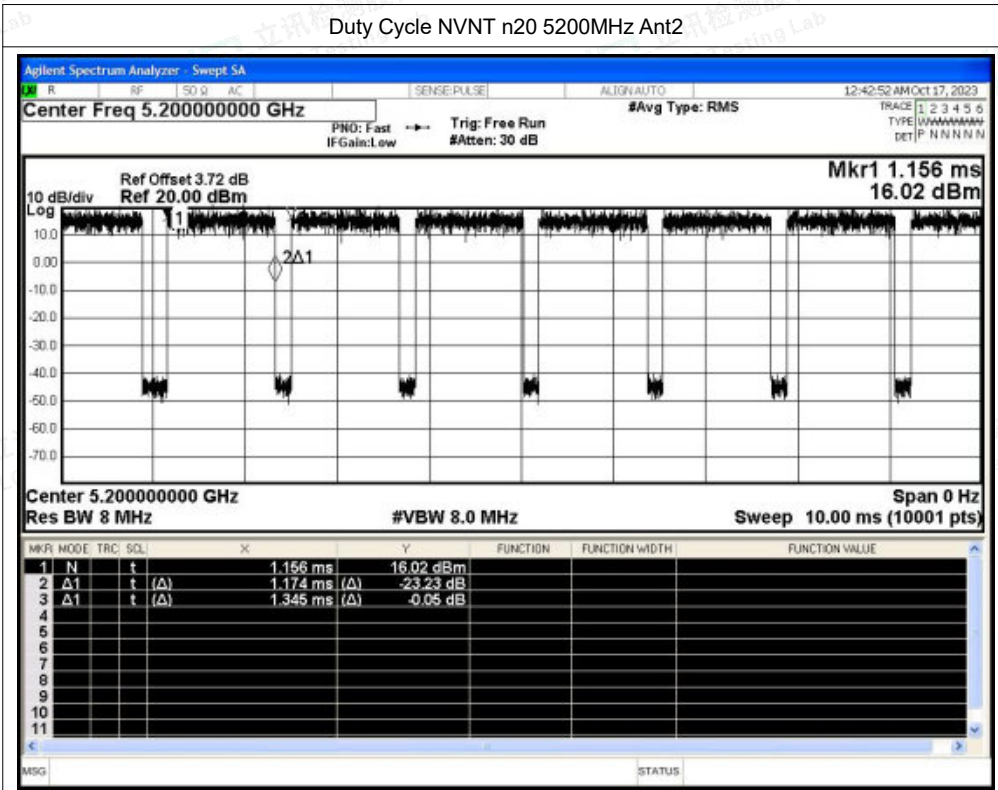 Duty Cycle NVNT n20 5200MHz Ant2
Agilent Spectrum Analyzer - Swept SA
R RF 50 Ω AC SENSE:PULSE ALIGN AUTO 12:42:52 AM Oct 17, 2023
Center Freq 5.200000000 GHz #Avg Type: RMS TRACE 1 2 3 4 5 6
PNO: Fast Trig: Free Run TYPE
IFGain:Low #Atten: 30 dB DET P N N N N N
Mkr1 1.156 ms
Ref Offset 3.72 dB
10 dB/div Ref 20.00 dBm 16.02 dBm
Log
1
10.0
2Δ1
0.00
-10.0
-20.0
-30.0
-40.0
-50.0
-60.0
-70.0
Center 5.200000000 GHz Span 0 Hz
Res BW 8 MHz #VBW 8.0 MHz Sweep 10.00 ms (10001 pts)
MKR MODE TRC SCL X Y FUNCTION FUNCTION WIDTH FUNCTION VALUE
1 N t 1.156 ms 16.02 dBm
2 Δ1 t (Δ) 1.174 ms (Δ) -23.23 dB
3 Δ1 t (Δ) 1.345 ms (Δ) -0.05 dB
4
5
6
7
8
9
10
11
MSG STATUS